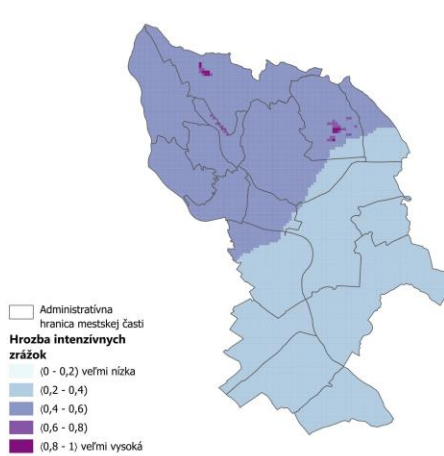 Administratívna
hranica mestskej časti
Hrozba intenzívnych
zrážok
⟨0 - 0,2) veľmi nízka
⟨0,2 - 0,4)
⟨0,4 - 0,6)
⟨0,6 - 0,8)
⟨0,8 - 1⟩ veľmi vysoká